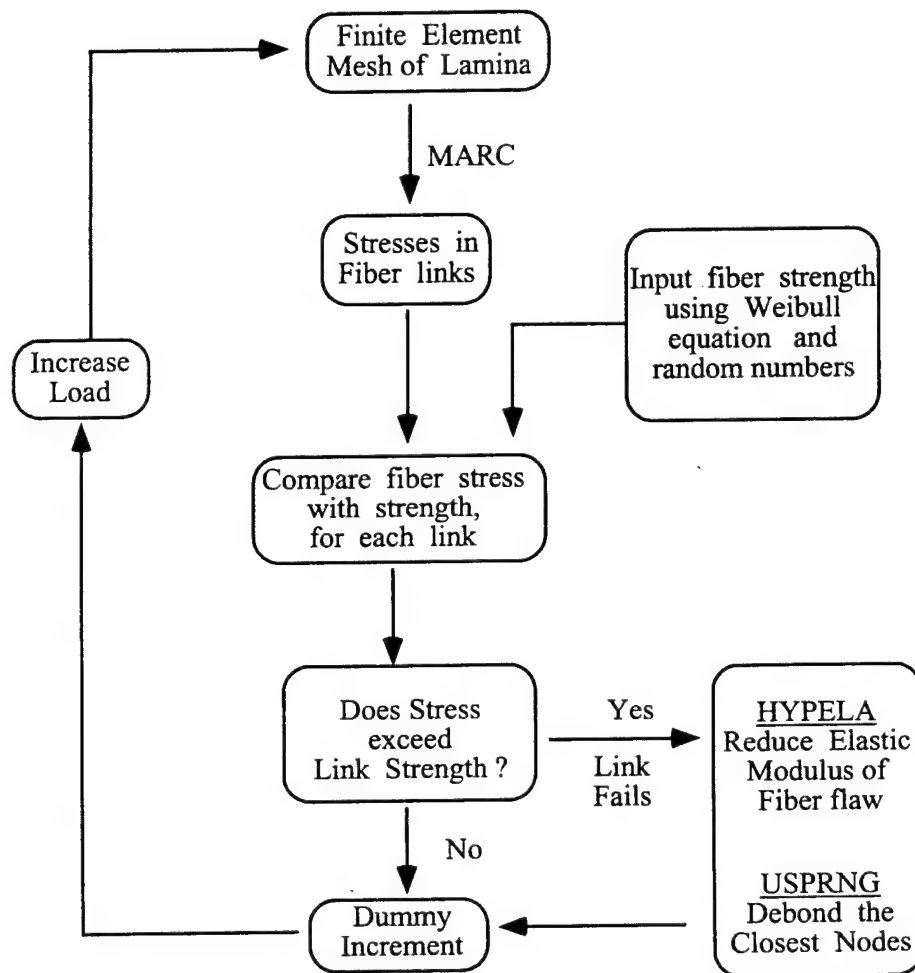 Finite Element
Mesh of Lamina
MARC
Stresses in
Fiber links
Input fiber strength
using Weibull
equation and
random numbers
Increase
Load
Compare fiber stress
with strength,
for each link
Does Stress
exceed
Link Strength ?
Yes
Link
Fails
HYPELA
Reduce Elastic
Modulus of
Fiber flaw
No
USPRNG
Debond the
Closest Nodes
Dummy
Increment